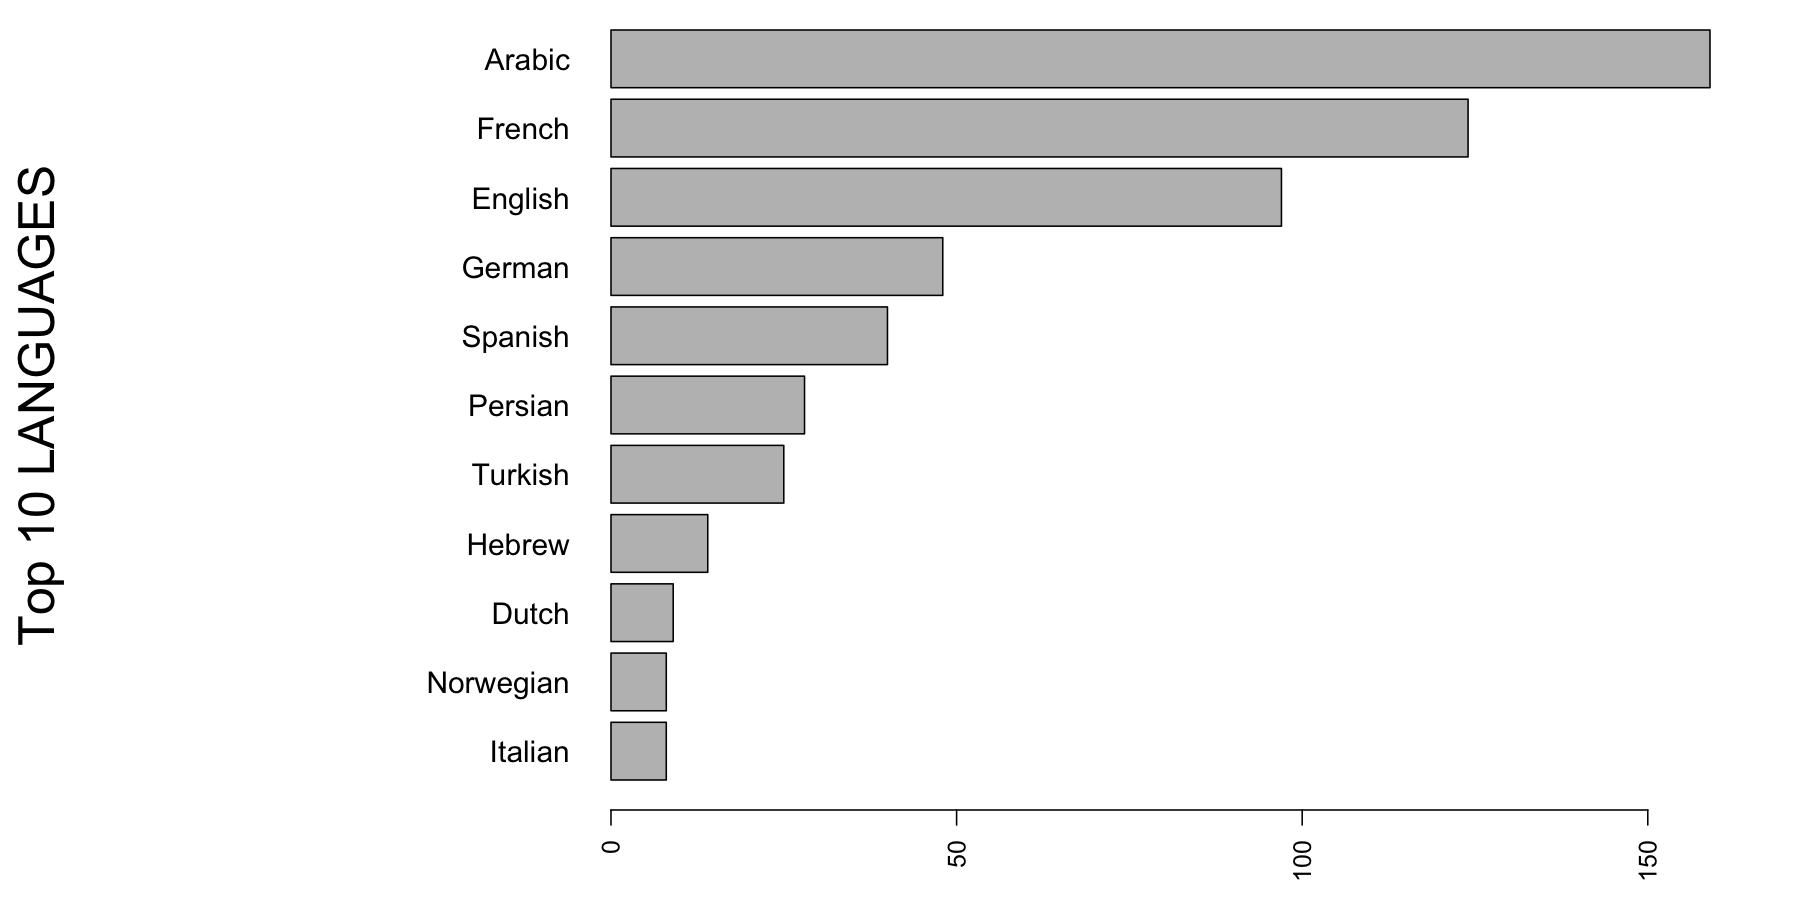 Top 10 LANGUAGES
Arabic
French
English
German
Spanish
Persian
Turkish
Hebrew
Dutch
Norwegian
Italian
0 50 100 150